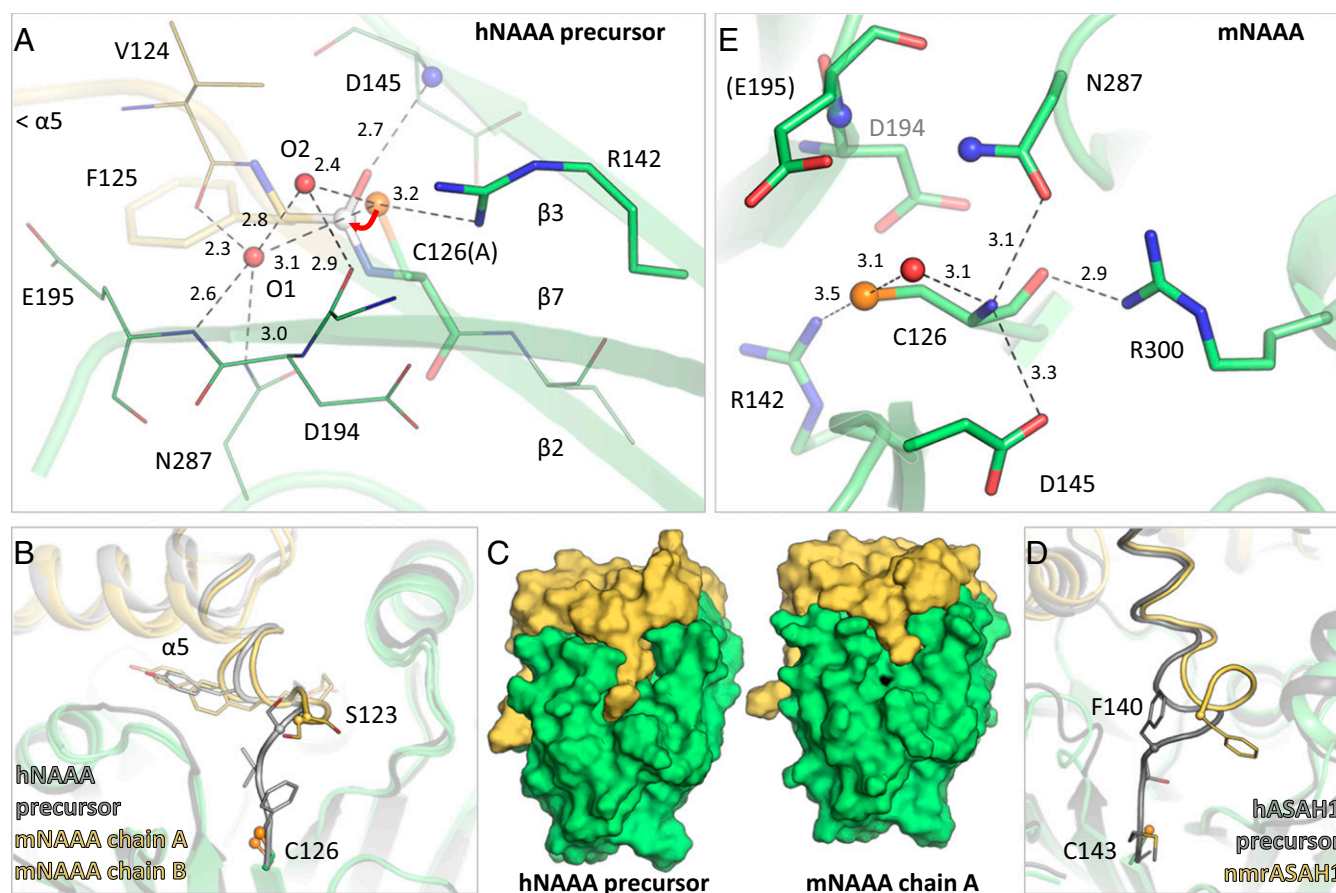 A
hNAAA precursor
V124
D145
< α5
2.7
O2
2.4
R142
F125
3.2
2.8
β3
C126(A)
2.3
3.1
2.9
E195
O1
2.6
β7
3.0
D194
N287
β2
E
mNAAA
(E195)
N287
D194
3.1
3.1
3.1
2.9
3.5
C126
R300
3.3
R142
D145
B
α5
S123
hNAAA
precursor
mNAAA chain A
mNAAA chain B
C126
C
hNAAA precursor
mNAAA chain A
D
F140
hASAH1
precursor
nmrASAH1
C143